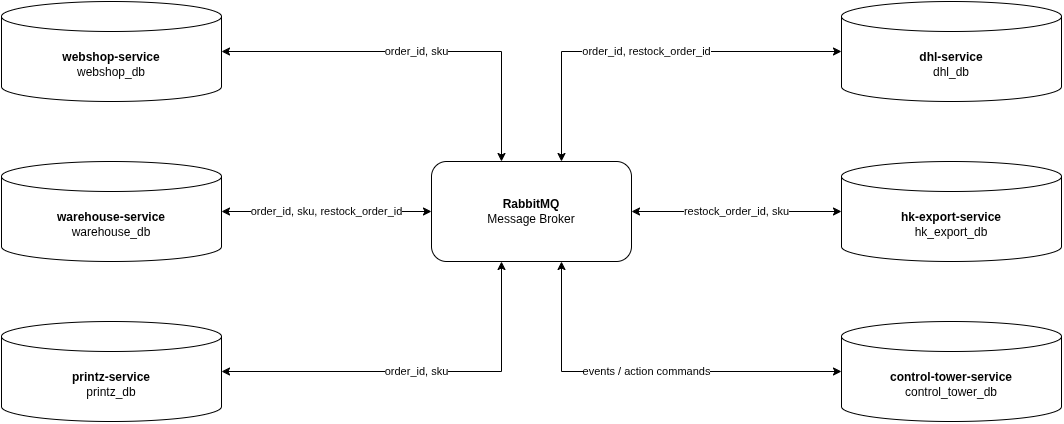 webshop-service
webshop_db
order_id, sku
order_id, restock_order_id
dhl-service
dhl_db
warehouse-service
warehouse_db
order_id, sku, restock_order_id
RabbitMQ
Message Broker
restock_order_id, sku
hk-export-service
hk_export_db
printz-service
printz_db
order_id, sku
events / action commands
control-tower-service
control_tower_db